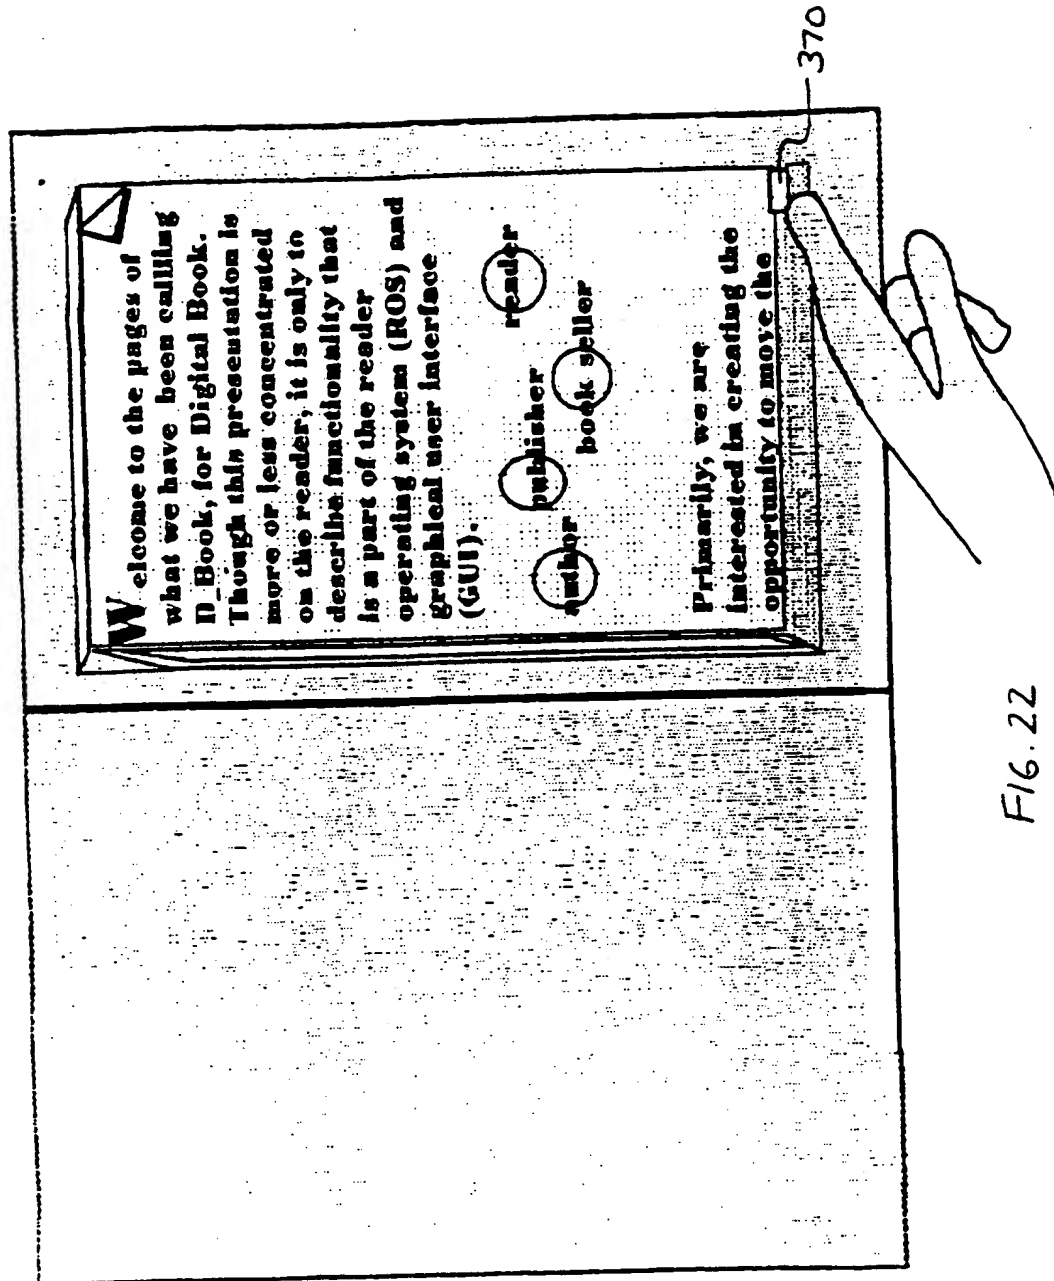 Welcome to the pages of
what we have been callling
D_Book, for Digital Book.
Though this presentation is
more or less concentrated
on the reader, it is only to
describe functionality that
is a part of the reader
operating system (ROS) and
graphical user interface
(GUI).
author publisher book seller reader
Primarily, we are
interested in creating the
opportunity to move the
370
FIG. 22